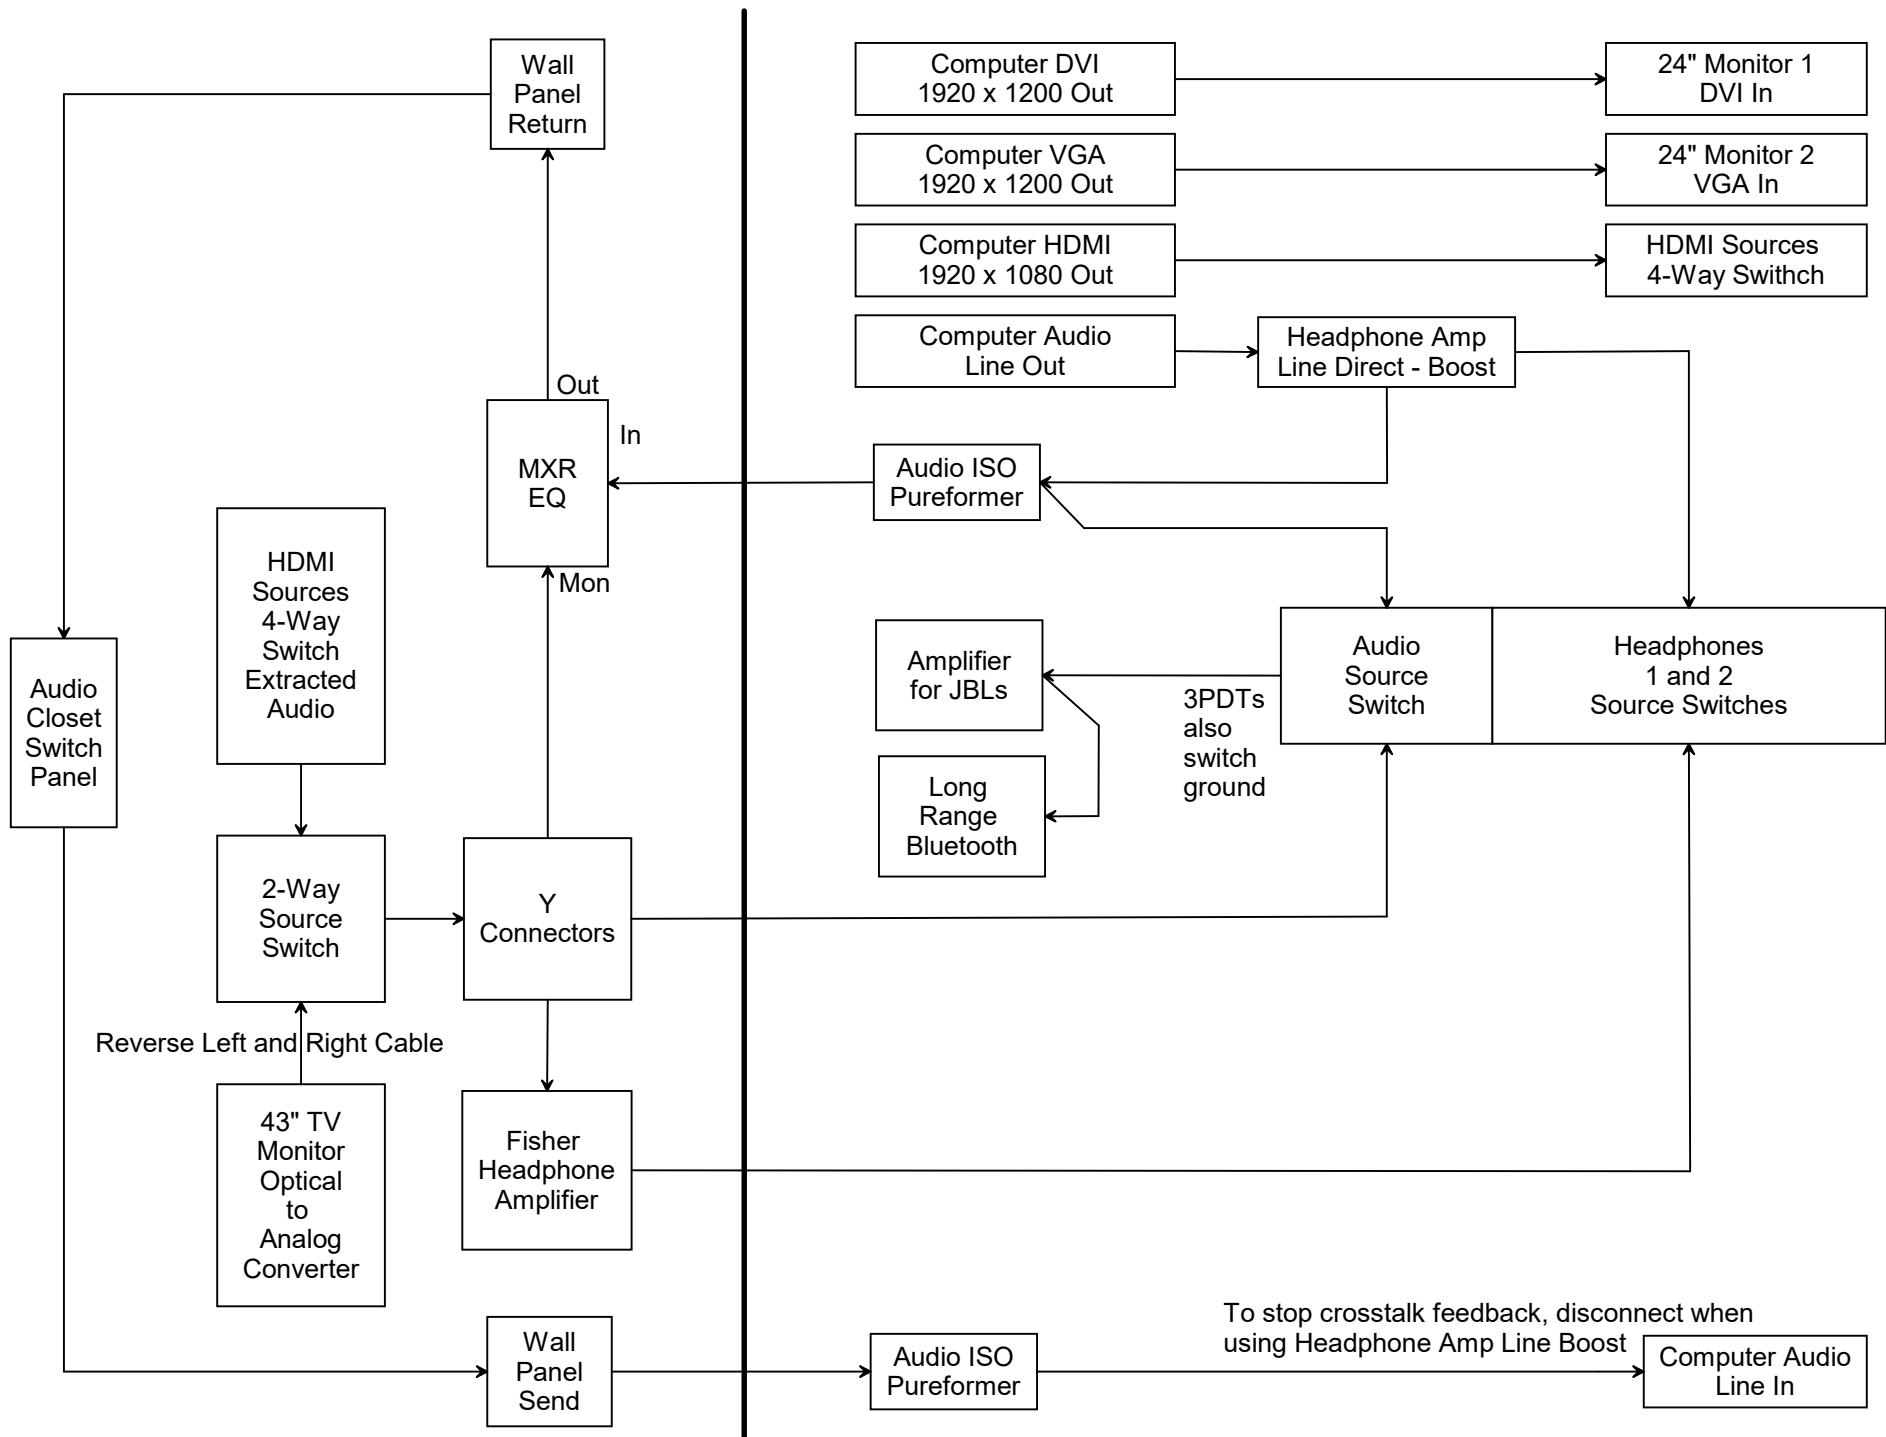 Wall
Panel
Return
Computer DVI
1920 x 1200 Out
24" Monitor 1
DVI In
Computer VGA
1920 x 1200 Out
24" Monitor 2
VGA In
Computer HDMI
1920 x 1080 Out
HDMI Sources
4-Way Swithch
Computer Audio
Line Out
Headphone Amp
Line Direct - Boost
Out
In
MXR
EQ
Mon
Audio ISO
Pureformer
HDMI
Sources
4-Way
Switch
Extracted
Audio
Audio
Closet
Switch
Panel
Amplifier
for JBLs
3PDTs
also
switch
ground
Audio
Source
Switch
Headphones
1 and 2
Source Switches
Long
Range
Bluetooth
2-Way
Source
Switch
Y
Connectors
Reverse Left and Right Cable
43" TV
Monitor
Optical
to
Analog
Converter
Fisher
Headphone
Amplifier
Wall
Panel
Send
Audio ISO
Pureformer
To stop crosstalk feedback, disconnect when
using Headphone Amp Line Boost
Computer Audio
Line In